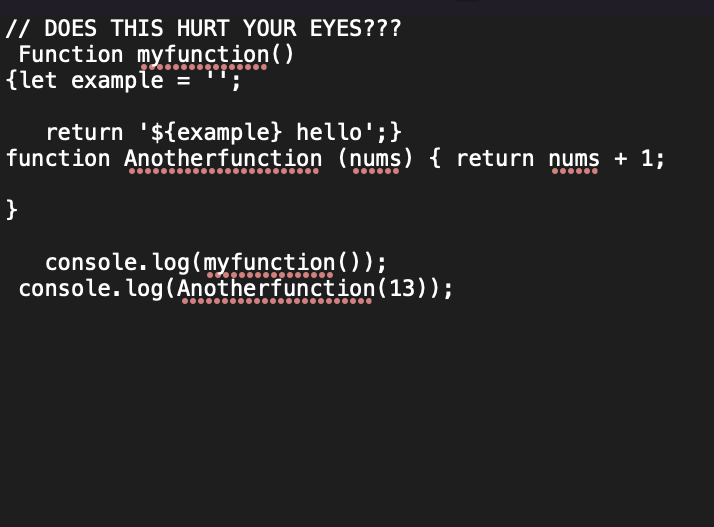 // DOES THIS HURT YOUR EYES???
Function myfunction()
{let example = '';
return '${example} hello';}
function Anotherfunction (nums) { return nums + 1;
}
console.log(myfunction());
console.log(Anotherfunction(13));